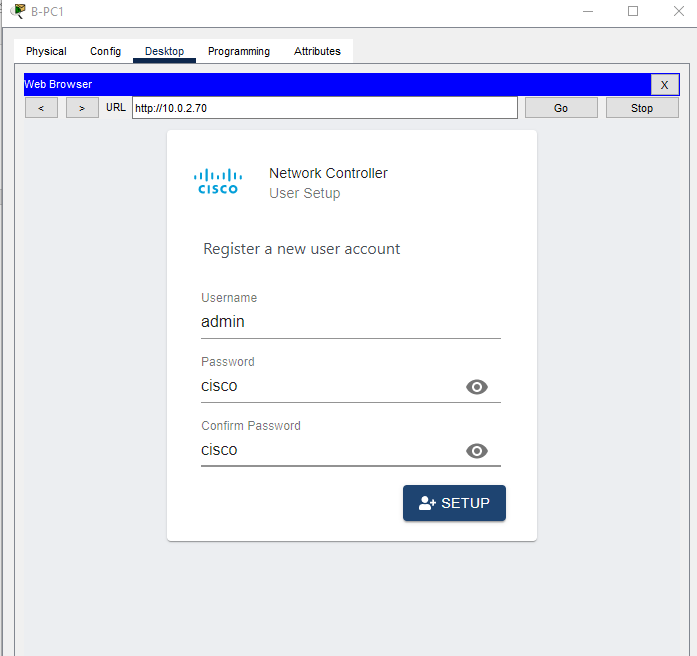 B-PC1
Physical Config Desktop Programming Attributes
Web Browser X
< > URL http://10.0.2.70 Go Stop
CISCO
Network Controller
User Setup
Register a new user account
Username
admin
Password
cisco
Confirm Password
cisco
SETUP